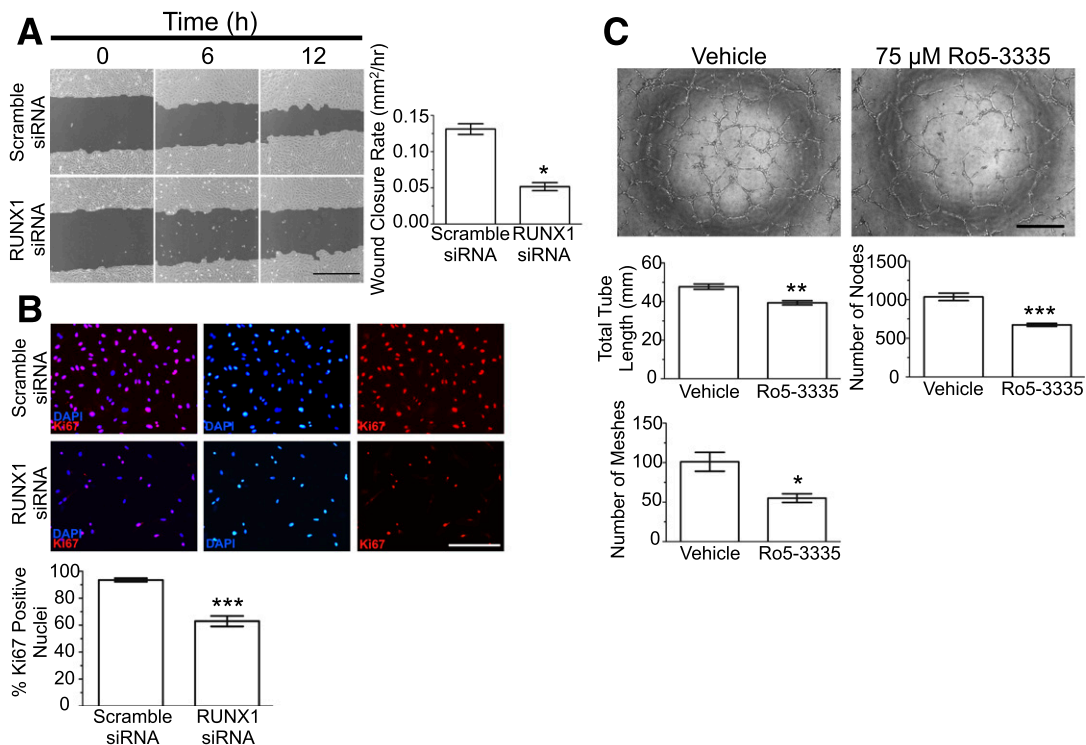 A
Time (h)
0 6 12
Scramble
siRNA
RUNX1
siRNA
Wound Closure Rate (mm²/hr)
0.15
0.10
0.05
0.00
*
Scramble RUNX1
siRNA siRNA
B
Scramble
siRNA
DAPI
Ki67
DAPI
Ki67
RUNX1
siRNA
DAPI
Ki67
DAPI
Ki67
% Ki67 Positive
Nuclei
100
80
60
40
20
0
***
Scramble RUNX1
siRNA siRNA
C
Vehicle 75 µM Ro5-3335
Total Tube
Length (mm)
60
40
20
0
**
Vehicle Ro5-3335
Number of Nodes
1500
1000
500
0
***
Vehicle Ro5-3335
Number of Meshes
150
100
50
0
*
Vehicle Ro5-3335